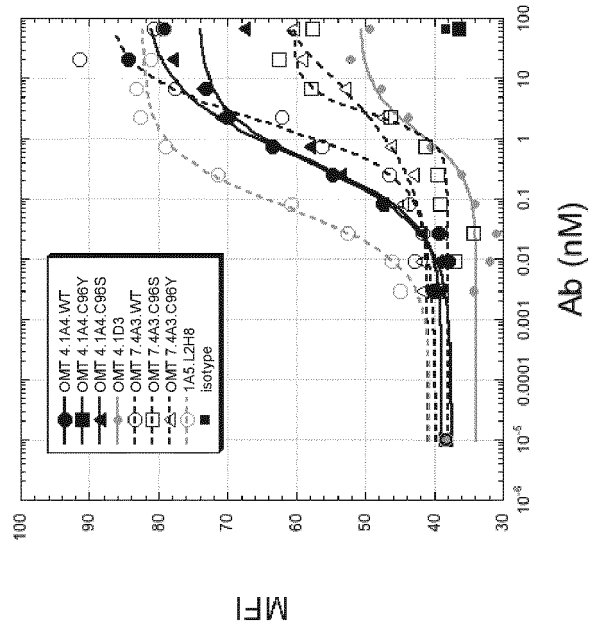 OMT 4.1A4.WT
OMT 4.1A4.C96Y
OMT 4.1A4.C96S
OMT 4.1D3
OMT 7.4A3.WT
OMT 7.4A3.C96S
OMT 7.4A3.C96Y
1A5.L2H8
isotype
MFI
100
90
80
70
60
50
40
30
10-6
10-5
0.0001
0.001
0.01
0.1
1
10
100
Ab (nM)